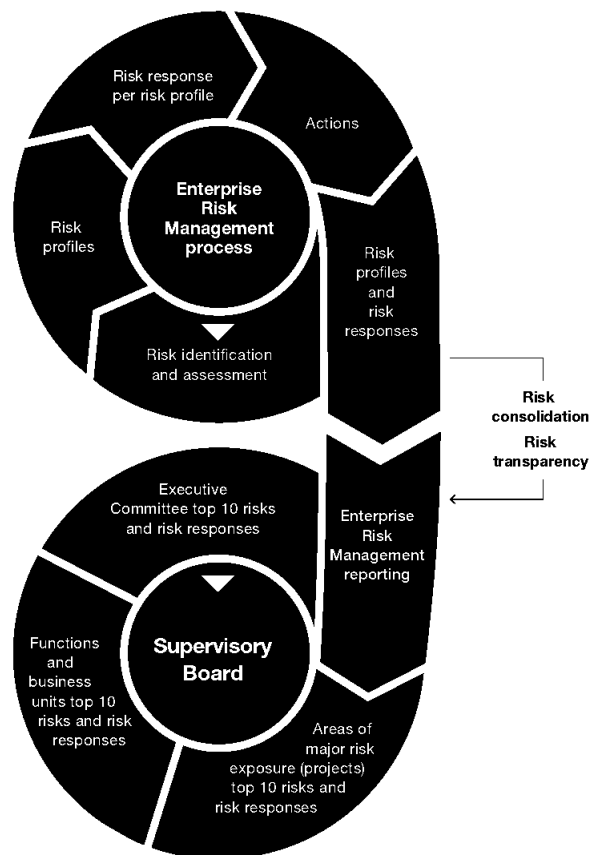 Risk response
per risk profile
Actions
Enterprise
Risk
Management
process
Risk
profiles
Risk
profiles
and
risk
responses
Risk identification
and assessment
Risk
consolidation
Risk
transparency
Executive
Committee top 10 risks
and risk responses
Enterprise
Risk
Management
reporting
Supervisory
Board
Functions
and
business
units top 10
risks and risk
responses
Areas of
major risk
exposure (projects)
top 10 risks and
risk responses